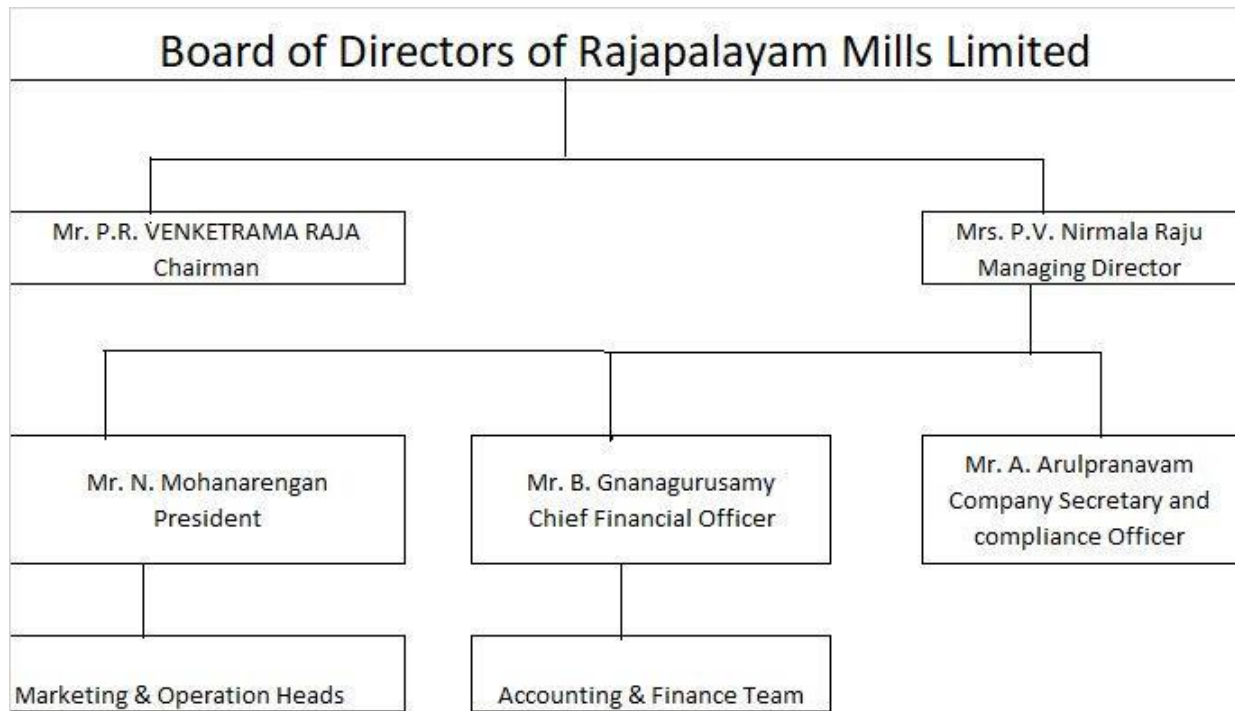 Board of Directors of Rajapalayam Mills Limited
Mr. P.R. VENKETRAMA RAJA
Chairman
Mrs. P.V. Nirmala Raju
Managing Director
Mr. N. Mohanarengan
President
Mr. B. Gnanagurusamy
Chief Financial Officer
Mr. A. Arulpranavam
Company Secretary and
compliance Officer
Marketing & Operation Heads
Accounting & Finance Team